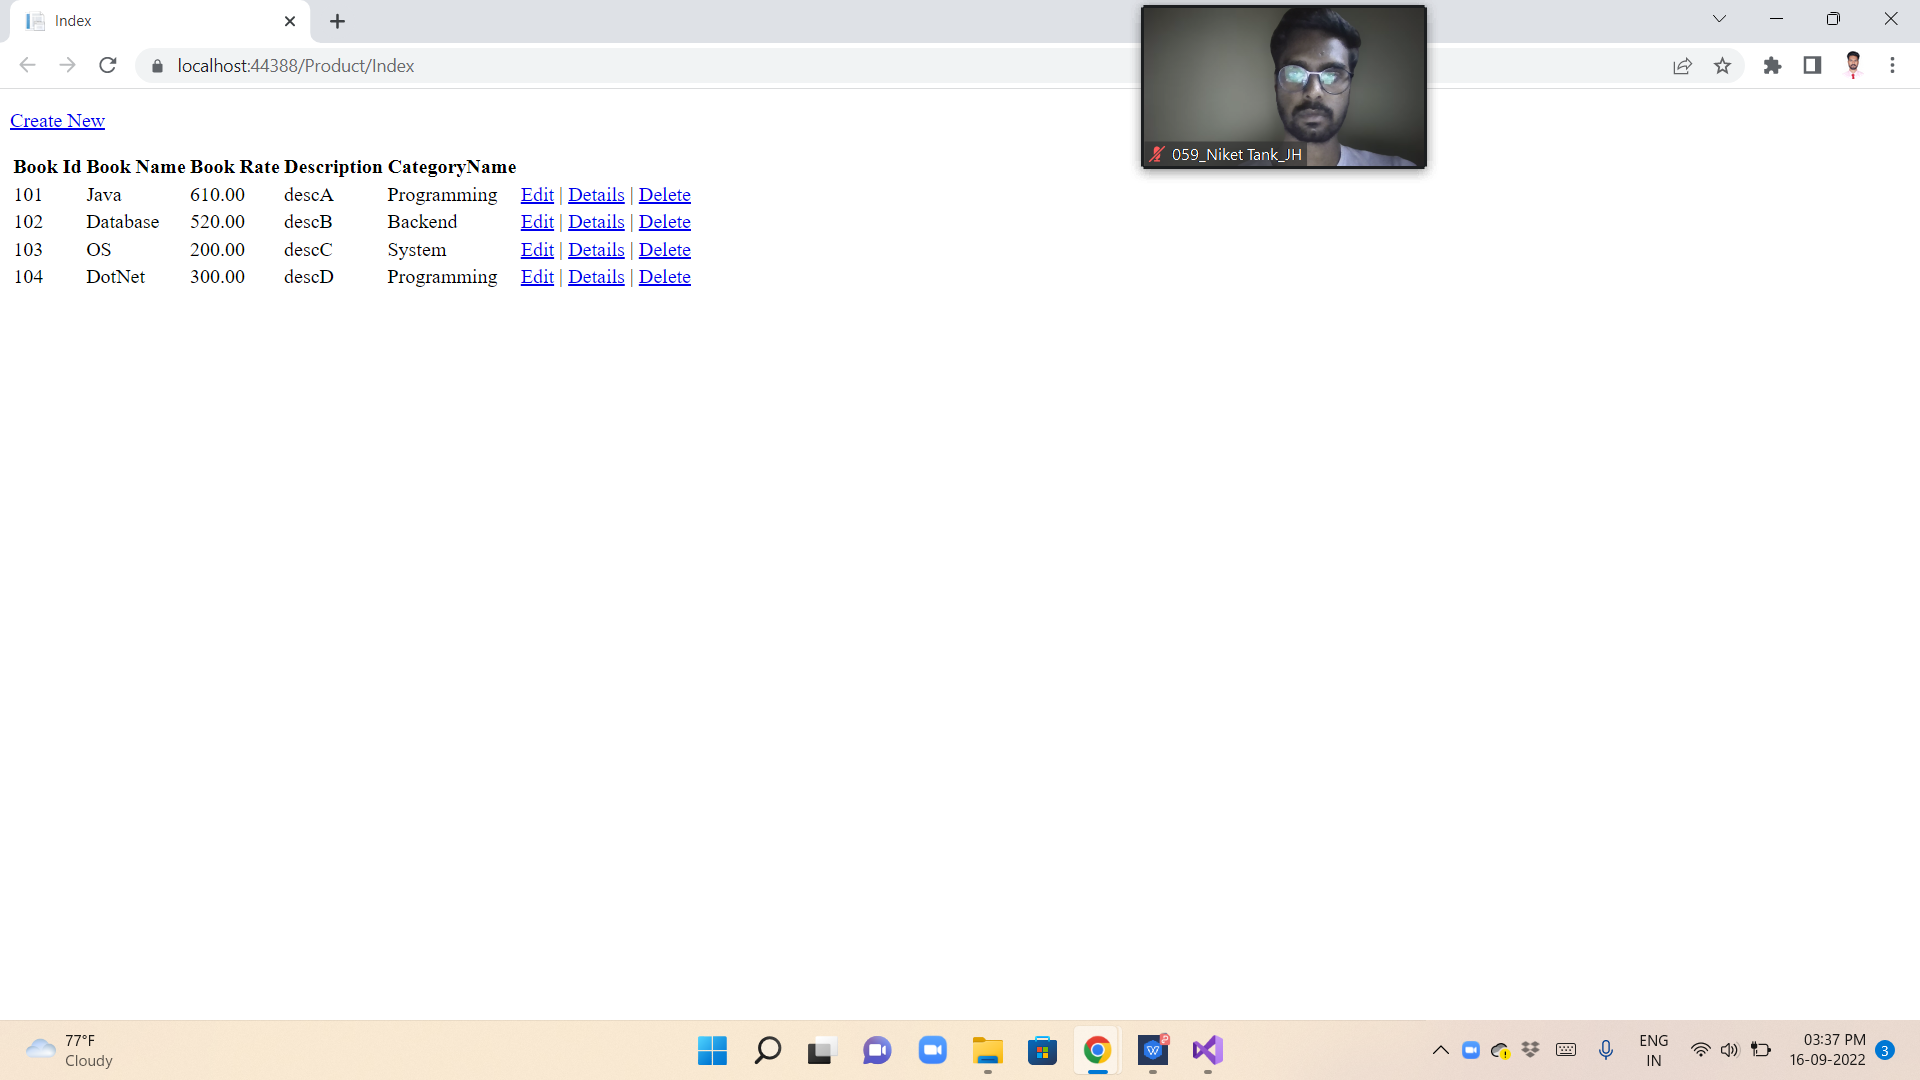 Index
localhost:44388/Product/Index
059_Niket Tank_JH
Create New
Book Id Book Name Book Rate Description CategoryName
101 Java 610.00 descA Programming Edit | Details | Delete
102 Database 520.00 descB Backend Edit | Details | Delete
103 OS 200.00 descC System Edit | Details | Delete
104 DotNet 300.00 descD Programming Edit | Details | Delete
77°F
Cloudy
ENG
IN
03:37 PM
16-09-2022
3